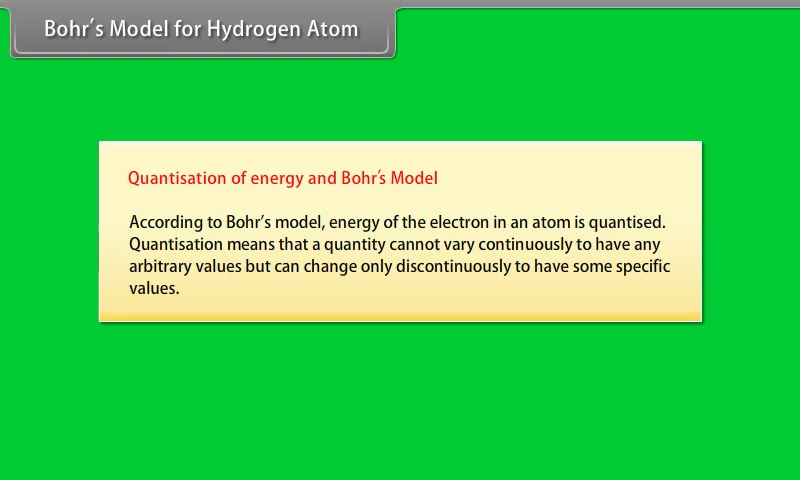 Bohr's Model for Hydrogen Atom
Quantisation of energy and Bohr's Model
According to Bohr's model, energy of the electron in an atom is quantised.
Quantisation means that a quantity cannot vary continuously to have any
arbitrary values but can change only discontinuously to have some specific
values.